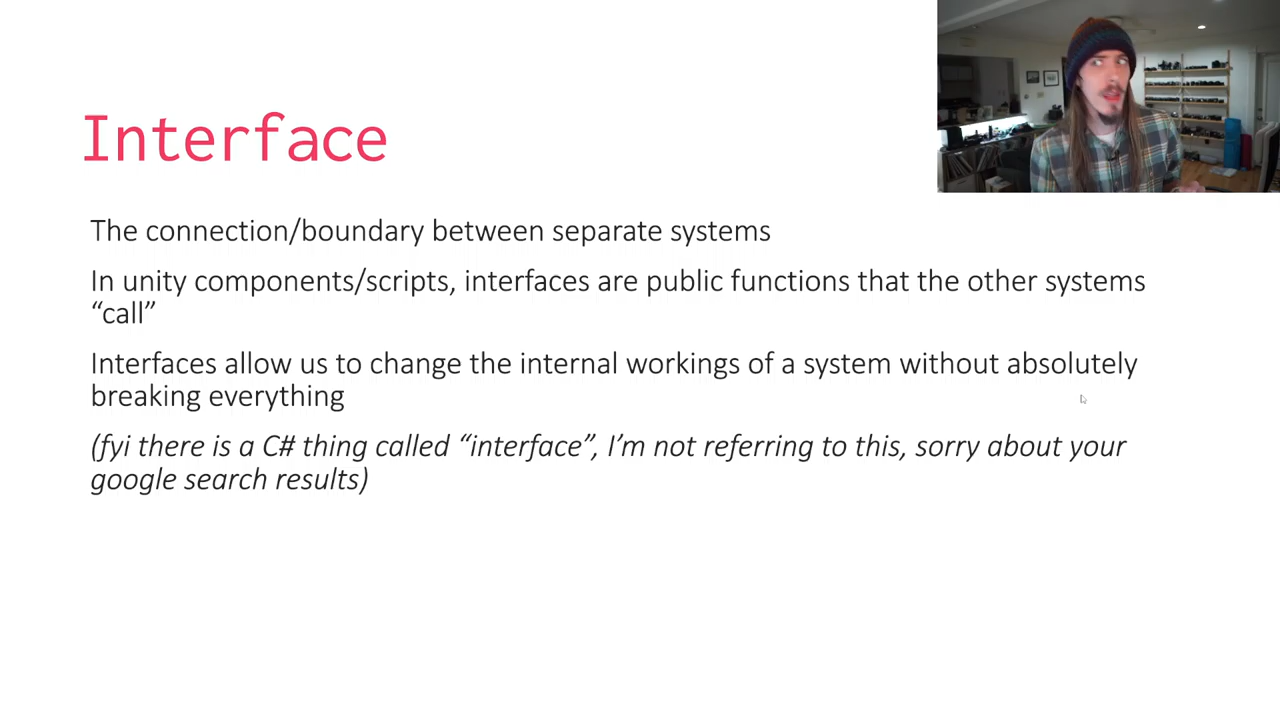 Interface
The connection/boundary between separate systems
In unity components/scripts, interfaces are public functions that the other systems
“call”
Interfaces allow us to change the internal workings of a system without absolutely
breaking everything
(fyi there is a C# thing called “interface”, I’m not referring to this, sorry about your
google search results)